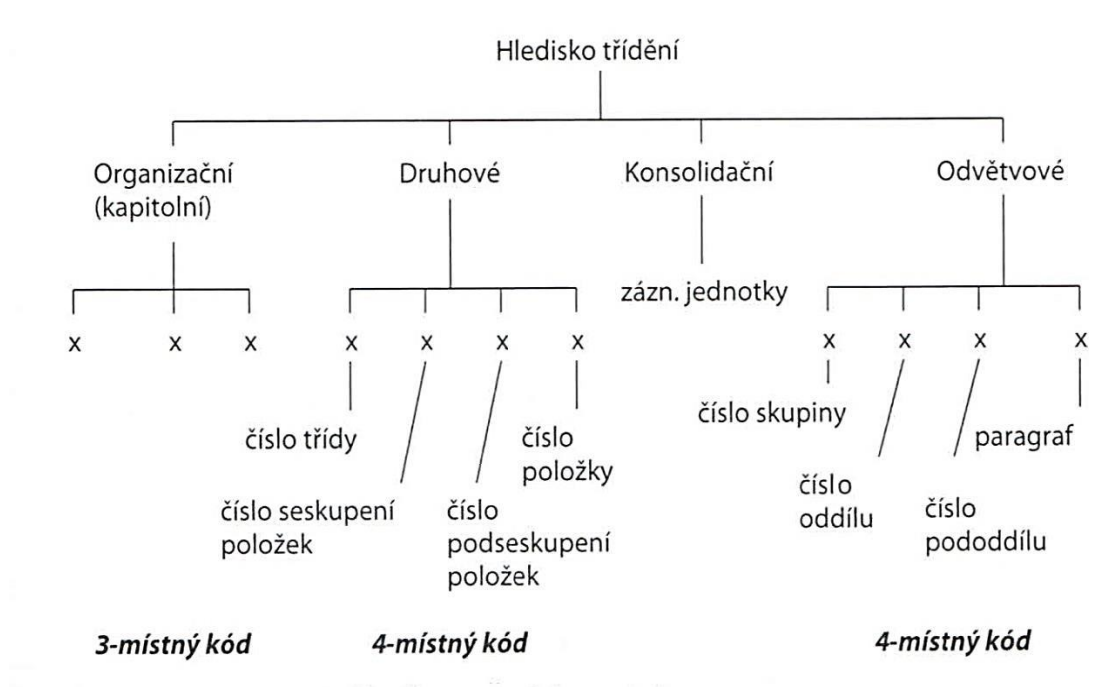 Hledisko třídění
Organizační
(kapitolní)
Druhové
Konsolidační
Odvětvové
zázn. jednotky
x x x
x x x x
x x x x
číslo třídy
číslo seskupení
položek
číslo
podseskupení
položek
číslo
položky
číslo skupiny
číslo
oddílu
číslo
pododdílu
paragraf
3-místný kód
4-místný kód
4-místný kód